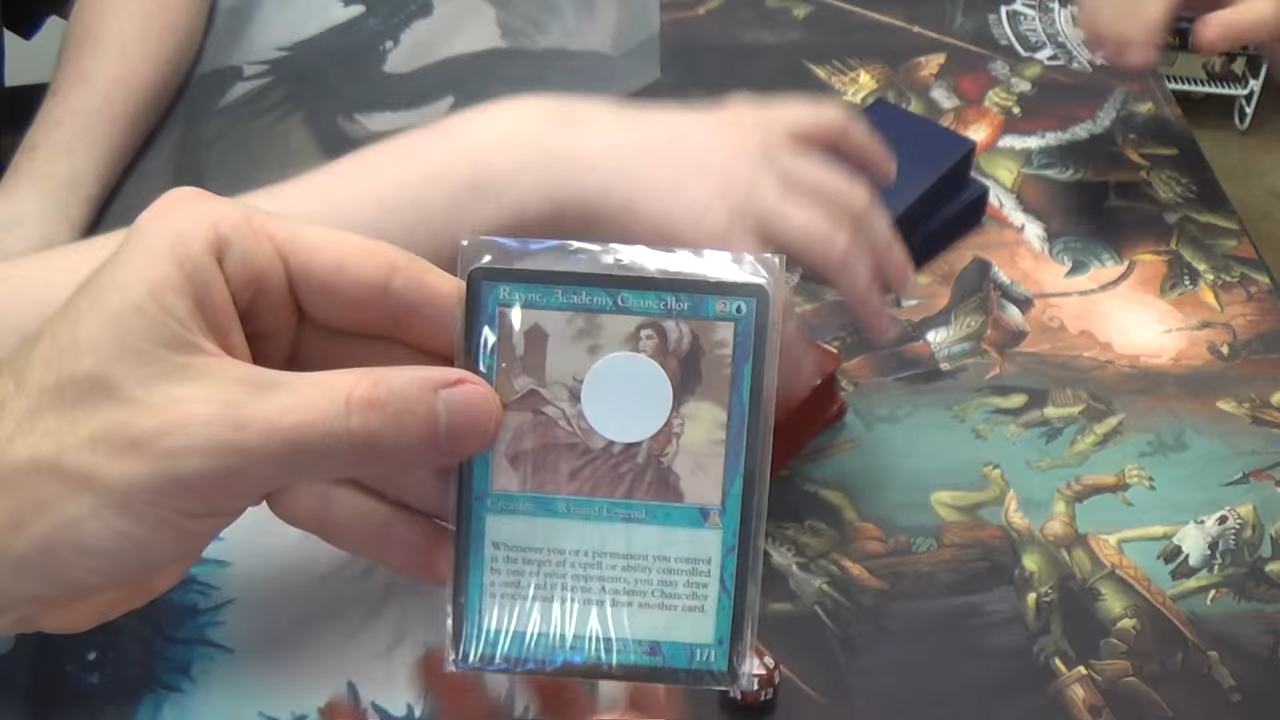 Rayne, Academy Chancellor 2
Creature — Wizard Legend
Whenever you or a permanent you control
is the target of a spell or ability controlled
by one of your opponents, you may draw
a card, and if Rayne, Academy Chancellor
is enchanted, you may draw another card.
1/1
12